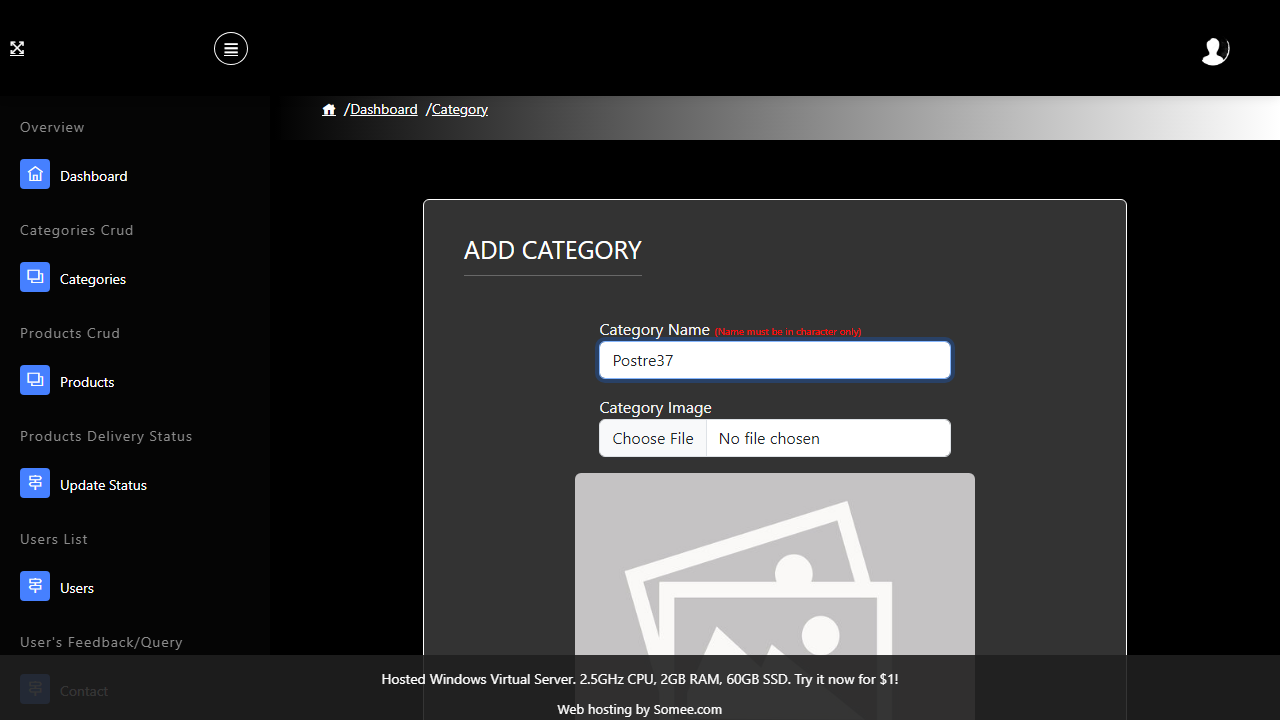 /Dashboard /Category
Overview
Dashboard
Categories Crud
Categories
Products Crud
Products
Products Delivery Status
Update Status
Users List
Users
User's Feedback/Query
Contact
ADD CATEGORY
Category Name (Name must be in character only)
Postre37
Category Image
Choose File No file chosen
Hosted Windows Virtual Server. 2.5GHz CPU, 2GB RAM, 60GB SSD. Try it now for $1!
Web hosting by Somee.com